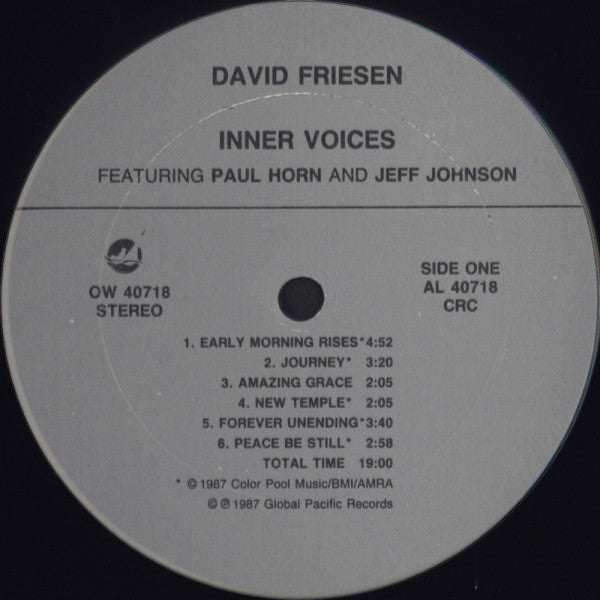 DAVID FRIESEN
INNER VOICES
FEATURING PAUL HORN AND JEFF JOHNSON
OW 40718
STEREO
SIDE ONE
AL 40718
CRC
1. EARLY MORNING RISES* 4:52
2. JOURNEY* 3:20
3. AMAZING GRACE 2:05
4. NEW TEMPLE* 2:05
5. FOREVER UNENDING* 3:40
6. PEACE BE STILL* 2:58
TOTAL TIME 19:00
* © 1987 Color Pool Music/BMI/AMRA
© ℗ 1987 Global Pacific Records